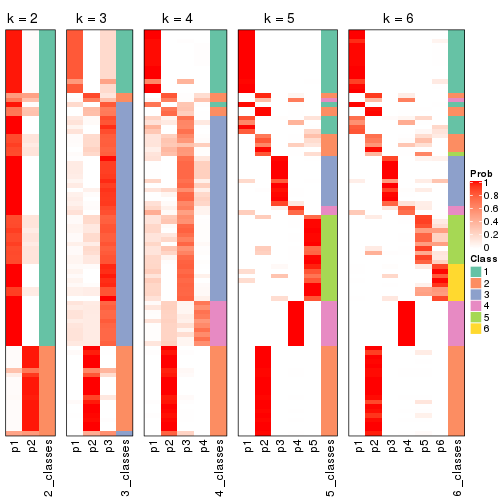 k = 2
k = 3
k = 4
k = 5
k = 6
Prob
1
0.8
0.6
0.4
0.2
0
Class
1
2
3
4
5
6
p1
p2
2_classes
p1
p2
p3
3_classes
p1
p2
p3
p4
4_classes
p1
p2
p3
p4
p5
5_classes
p1
p2
p3
p4
p5
p6
6_classes